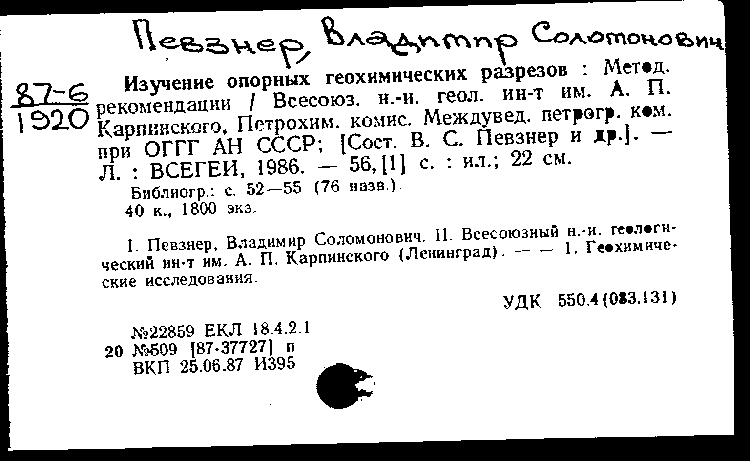 Певзнер, Владимир Соломонович
87-6
1920
Изучение опорных геохимических разрезов : Метод.
рекомендации / Всесоюз. н.-и. геол. ин-т им. А. П.
Карпинского, Петрохим. комис. Междувед. петрогр. ком.
при ОГГГ АН СССР; [Сост. В. С. Певзнер и др.]. —
Л. : ВСЕГЕИ, 1986. — 56, [1] с. : ил.; 22 см.
Библиогр.: с. 52—55 (76 назв.).
40 к., 1800 экз.
I. Певзнер, Владимир Соломонович. II. Всесоюзный н.-и. геологи-
ческий ин-т им. А. П. Карпинского (Ленинград). — — 1. Геохимиче-
ские исследования.
УДК 550.4(083.131)
№22859 ЕКЛ 18.4.2.1
20 №509 [87-37727] п
ВКП 25.06.87 И395